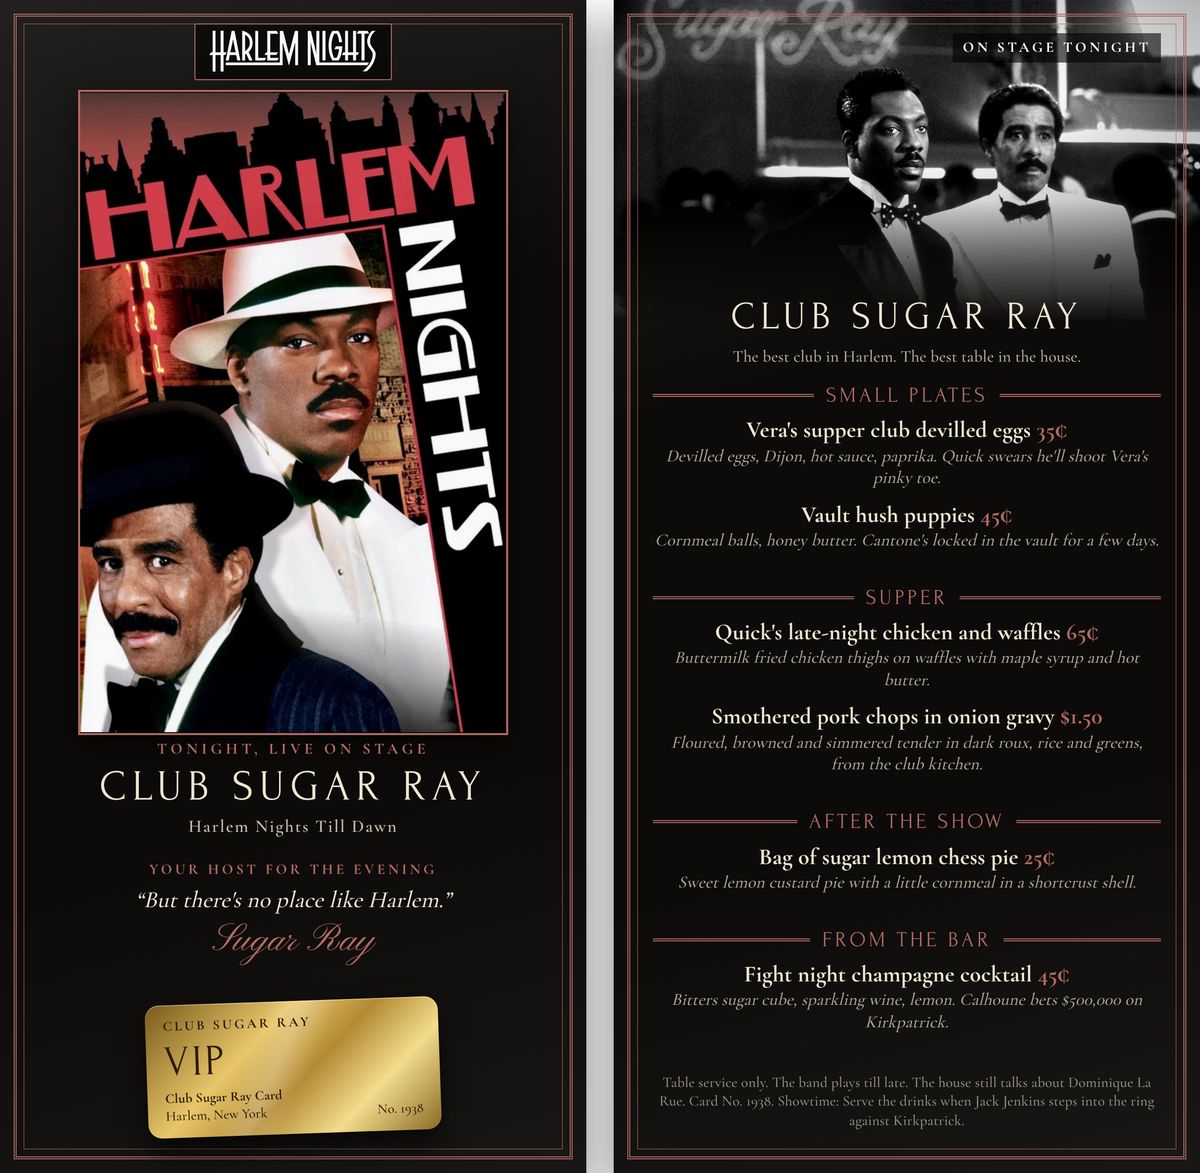 HARLEM NIGHTS
HARLEM
NIGHTS
TONIGHT, LIVE ON STAGE
CLUB SUGAR RAY
Harlem Nights Till Dawn
YOUR HOST FOR THE EVENING
“But there's no place like Harlem.”
Sugar Ray
CLUB SUGAR RAY
VIP
Club Sugar Ray Card
Harlem, New York
No. 1938
Sugar Ray
ON STAGE TONIGHT
CLUB SUGAR RAY
The best club in Harlem. The best table in the house.
SMALL PLATES
Vera's supper club devilled eggs 35₵
Devilled eggs, Dijon, hot sauce, paprika. Quick swears he'll shoot Vera's
pinky toe.
Vault hush puppies 45₵
Cornmeal balls, honey butter. Cantone's locked in the vault for a few days.
SUPPER
Quick's late-night chicken and waffles 65₵
Buttermilk fried chicken thighs on waffles with maple syrup and hot
butter.
Smothered pork chops in onion gravy $1.50
Floured, browned and simmered tender in dark roux, rice and greens,
from the club kitchen.
AFTER THE SHOW
Bag of sugar lemon chess pie 25₵
Sweet lemon custard pie with a little cornmeal in a shortcrust shell.
FROM THE BAR
Fight night champagne cocktail 45₵
Bitters sugar cube, sparkling wine, lemon. Calhoune bets $500,000 on
Kirkpatrick.
Table service only. The band plays till late. The house still talks about Dominique La
Rue. Card No. 1938. Showtime: Serve the drinks when Jack Jenkins steps into the ring
against Kirkpatrick.